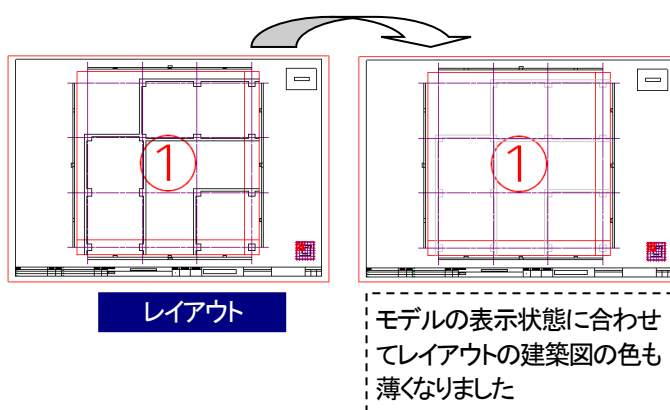 1
1
レイアウト
モデルの表示状態に合わせ
てレイアウトの建築図の色も
薄くなりました